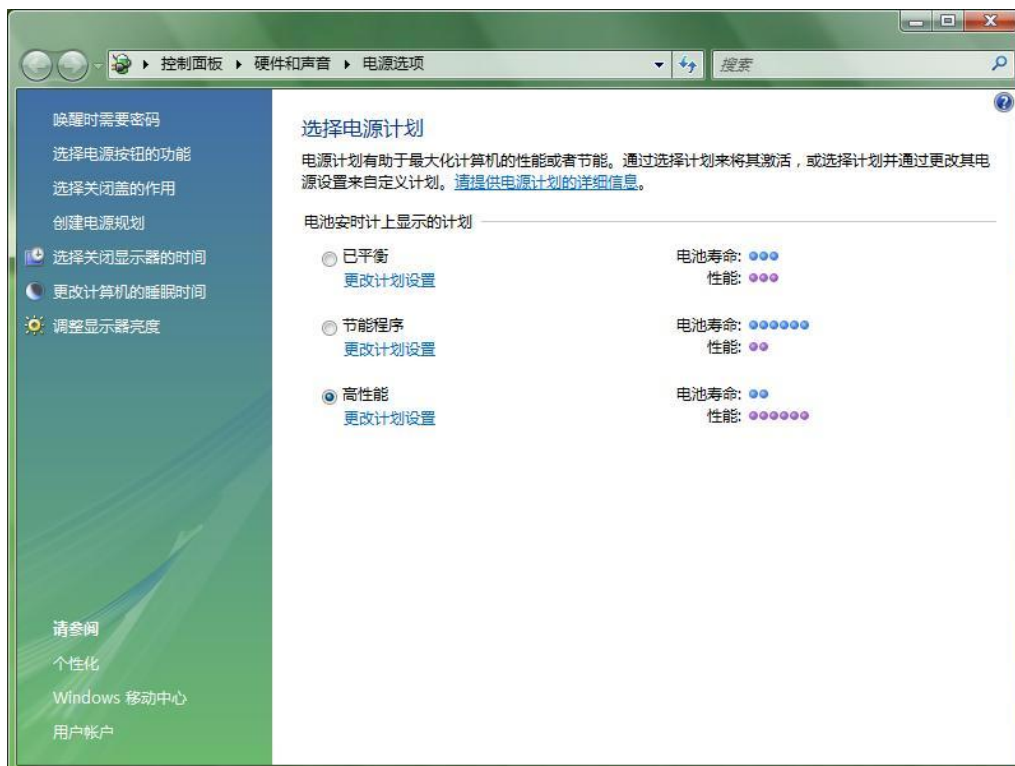 控制面板 ▸ 硬件和声音 ▸ 电源选项
搜索
唤醒时需要密码
选择电源按钮的功能
选择关闭盖的作用
创建电源规划
选择关闭显示器的时间
更改计算机的睡眠时间
调整显示器亮度
请参阅
个性化
Windows 移动中心
用户帐户
选择电源计划
电源计划有助于最大化计算机的性能或者节能。通过选择计划来将其激活，或选择计划并通过更改其电
源设置来自定义计划。请提供电源计划的详细信息。
电池安时计上显示的计划
已平衡 电池寿命:
更改计划设置 性能:
节能程序 电池寿命:
更改计划设置 性能:
高性能 电池寿命:
更改计划设置 性能: